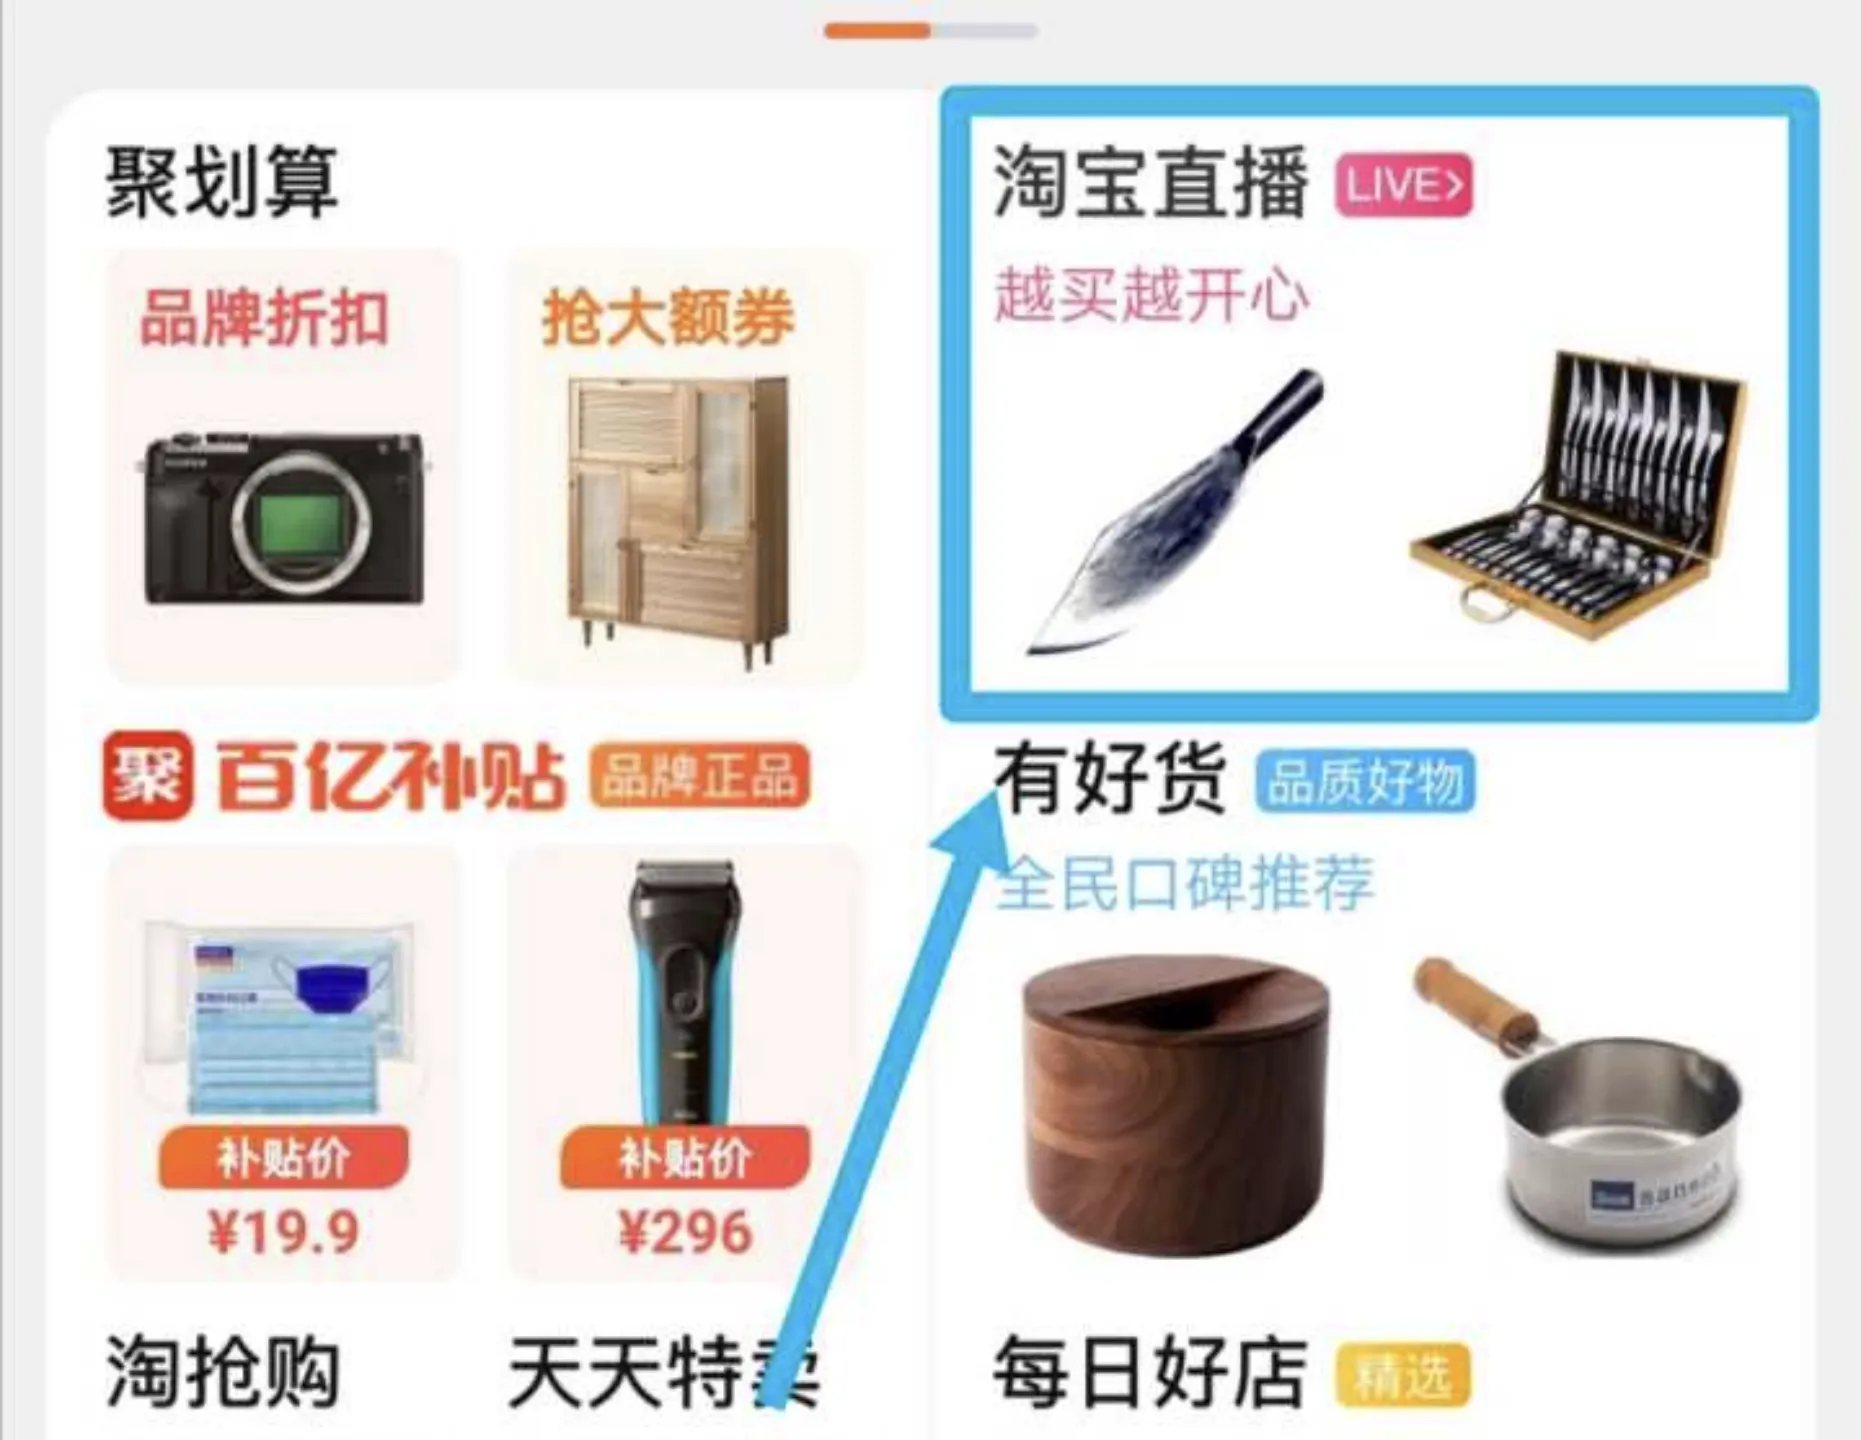 聚划算
品牌折扣
抢大额券
淘宝直播 LIVE>
越买越开心
聚 百亿补贴 品牌正品
补贴价
¥19.9
补贴价
¥296
有好货 品质好物
全民口碑推荐
淘抢购
天天特卖
每日好店 精选